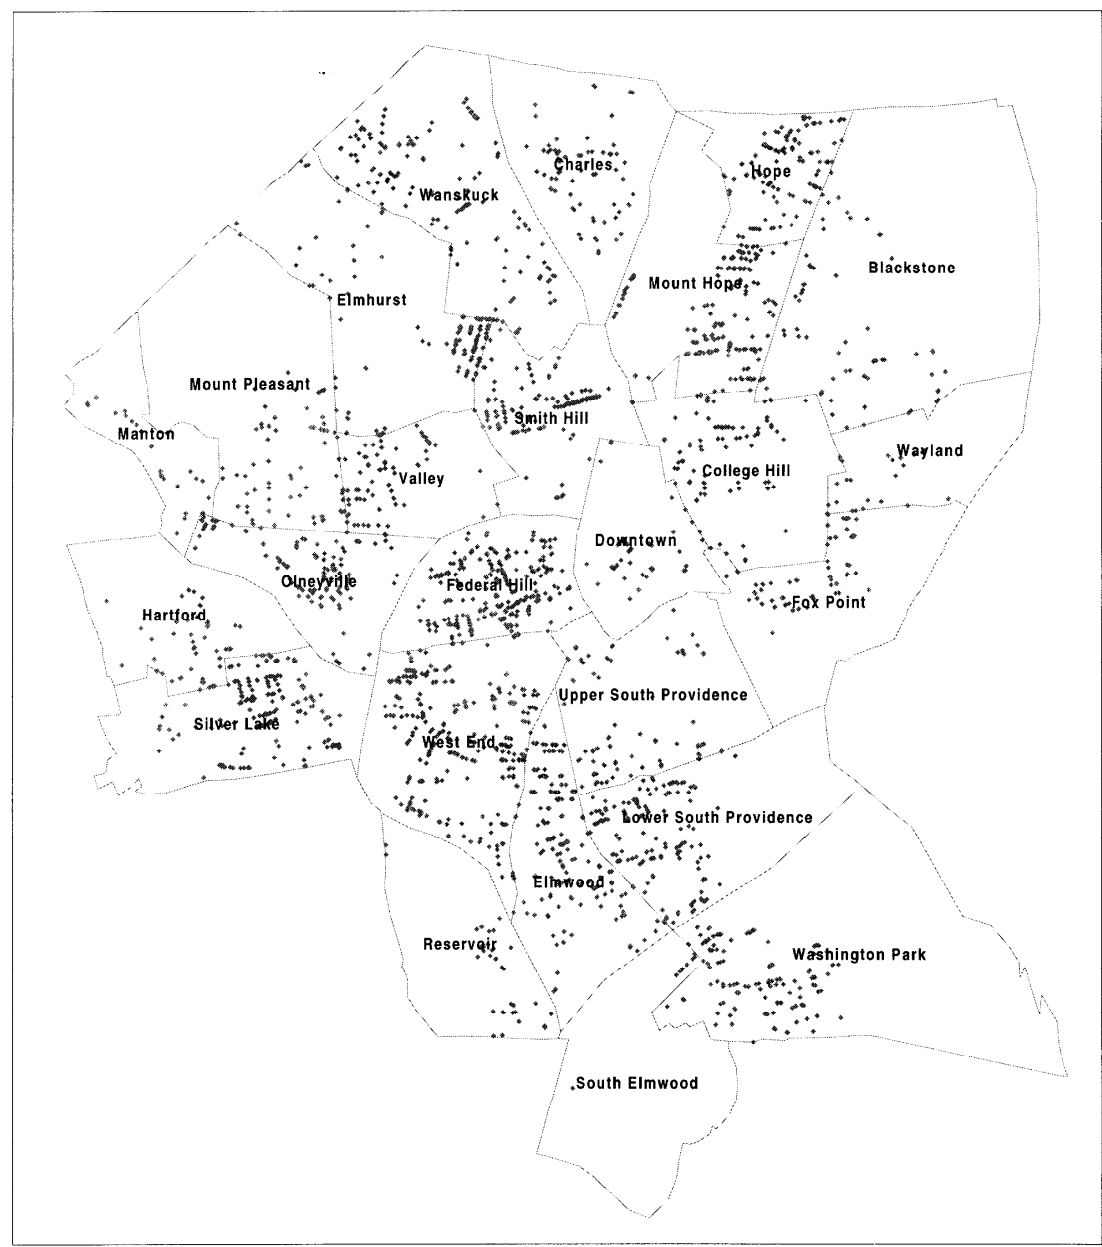 Charles
Hope
Wanskuck
Blackstone
Mount Hope
Elmhurst
Mount Pleasant
Smith Hill
Manton
Wayland
College Hill
Valley
Downtown
Olneyville
Federal Hill
Fox Point
Hartford
Upper South Providence
Silver Lake
West End
Lower South Providence
Elmwood
Reservoir
Washington Park
South Elmwood